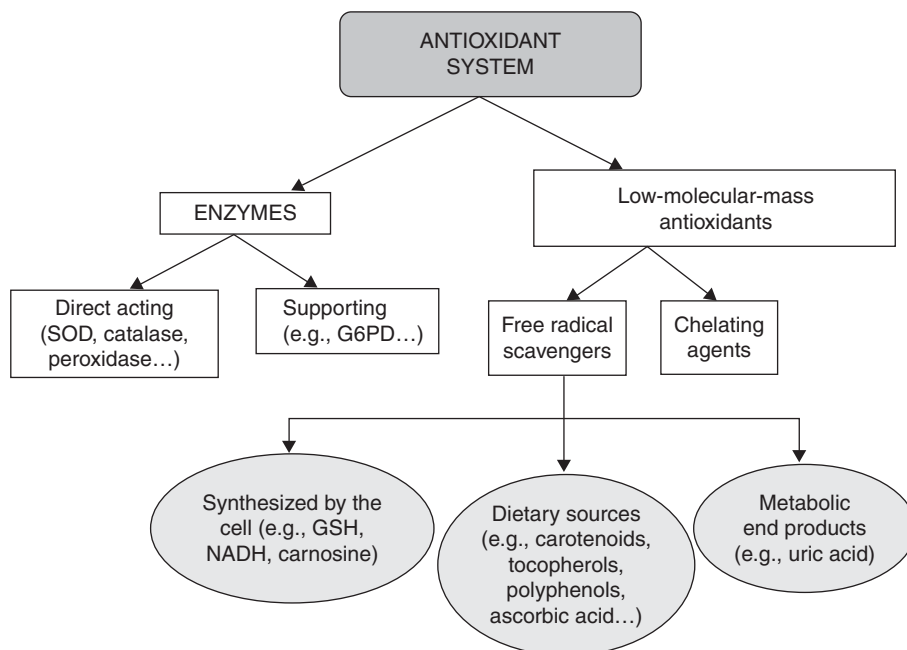 ANTIOXIDANT
SYSTEM
ENZYMES
Low-molecular-mass
antioxidants
Direct acting
(SOD, catalase,
peroxidase…)
Supporting
(e.g., G6PD…)
Free radical
scavengers
Chelating
agents
Synthesized by the
cell (e.g., GSH,
NADH, carnosine)
Dietary sources
(e.g., carotenoids,
tocopherols,
polyphenols,
ascorbic acid…)
Metabolic
end products
(e.g., uric acid)